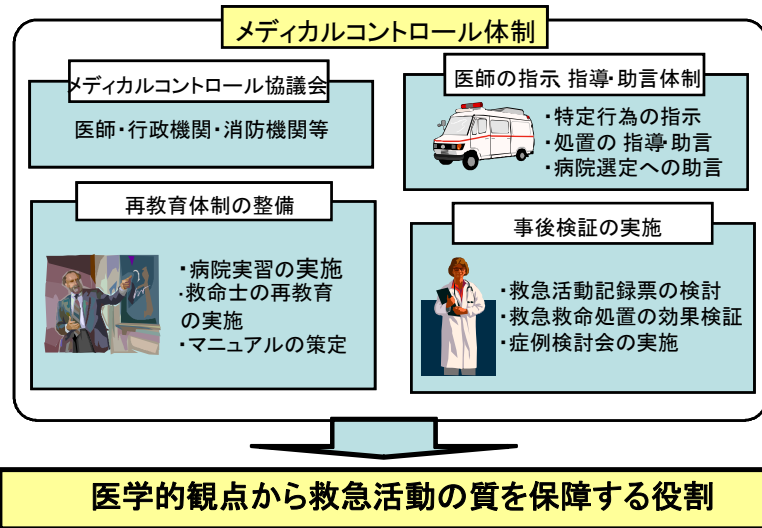 メディカルコントロール体制
メディカルコントロール協議会
医師・行政機関・消防機関等
医師の指示 指導・助言体制
・特定行為の指示
・処置の 指導・助言
・病院選定への助言
再教育体制の整備
・病院実習の実施
・救命士の再教育
の実施
・マニュアルの策定
事後検証の実施
・救急活動記録票の検討
・救急救命処置の効果検証
・症例検討会の実施
医学的観点から救急活動の質を保障する役割